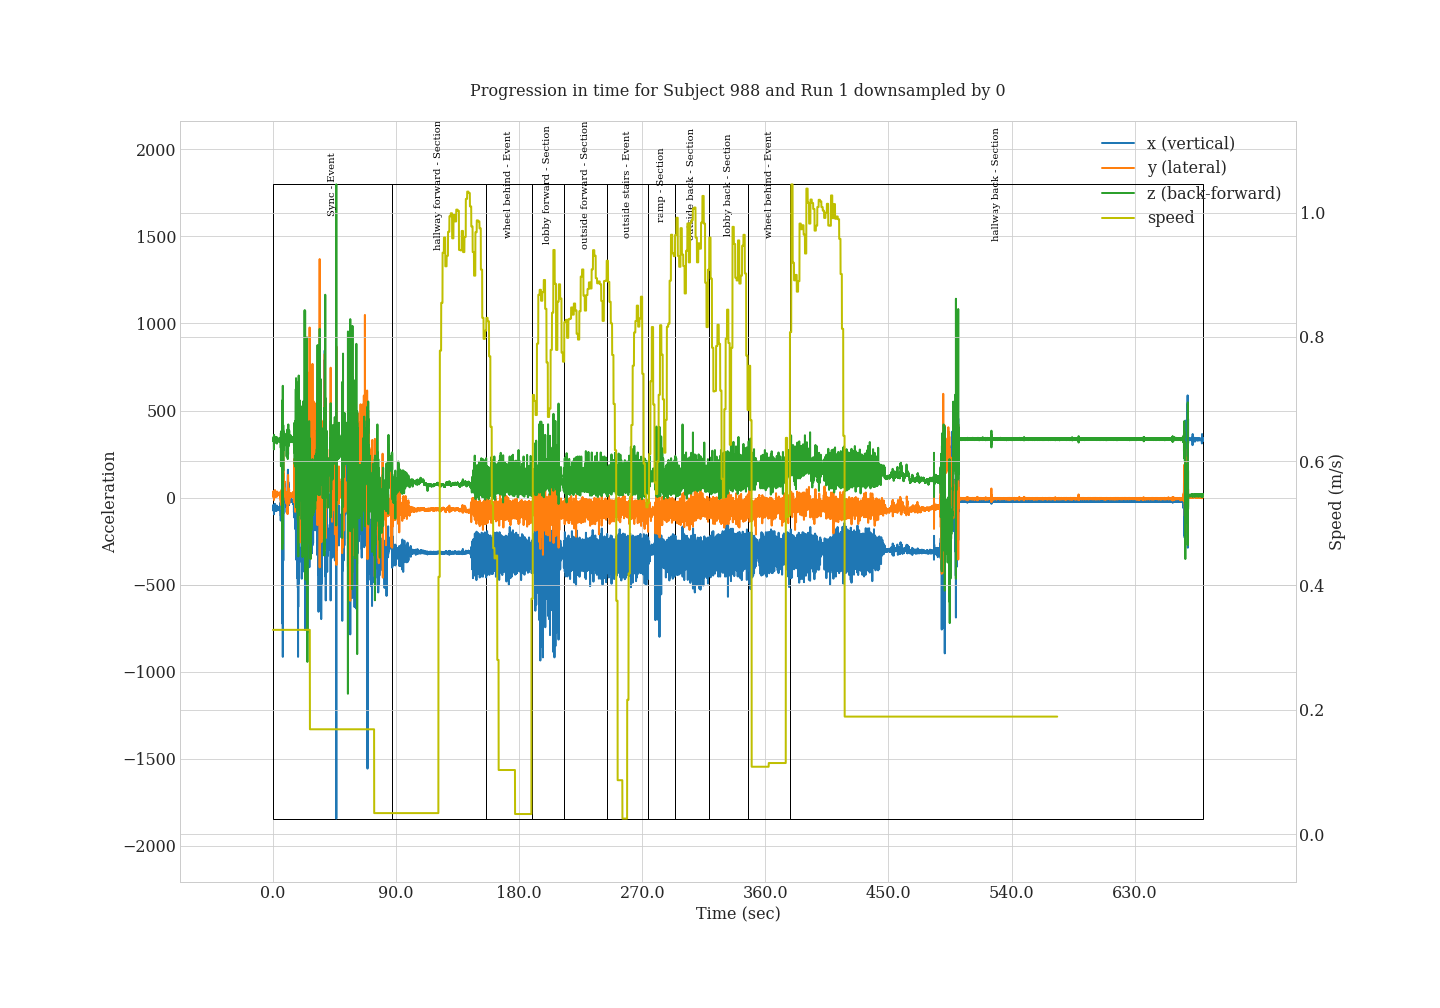 Progression in time for Subject 988 and Run 1 downsampled by 0
x (vertical)
y (lateral)
z (back-forward)
speed
Sync - Event
hallway forward - Section
wheel behind - Event
lobby forward - Section
outside forward - Section
outside stairs - Event
ramp - Section
outside back - Section
lobby back - Section
wheel behind - Event
hallway back - Section
2000
1500
1000
500
0
−500
−1000
−1500
−2000
Acceleration
1.0
0.8
0.6
0.4
0.2
0.0
Speed (m/s)
0.0 90.0 180.0 270.0 360.0 450.0 540.0 630.0
Time (sec)